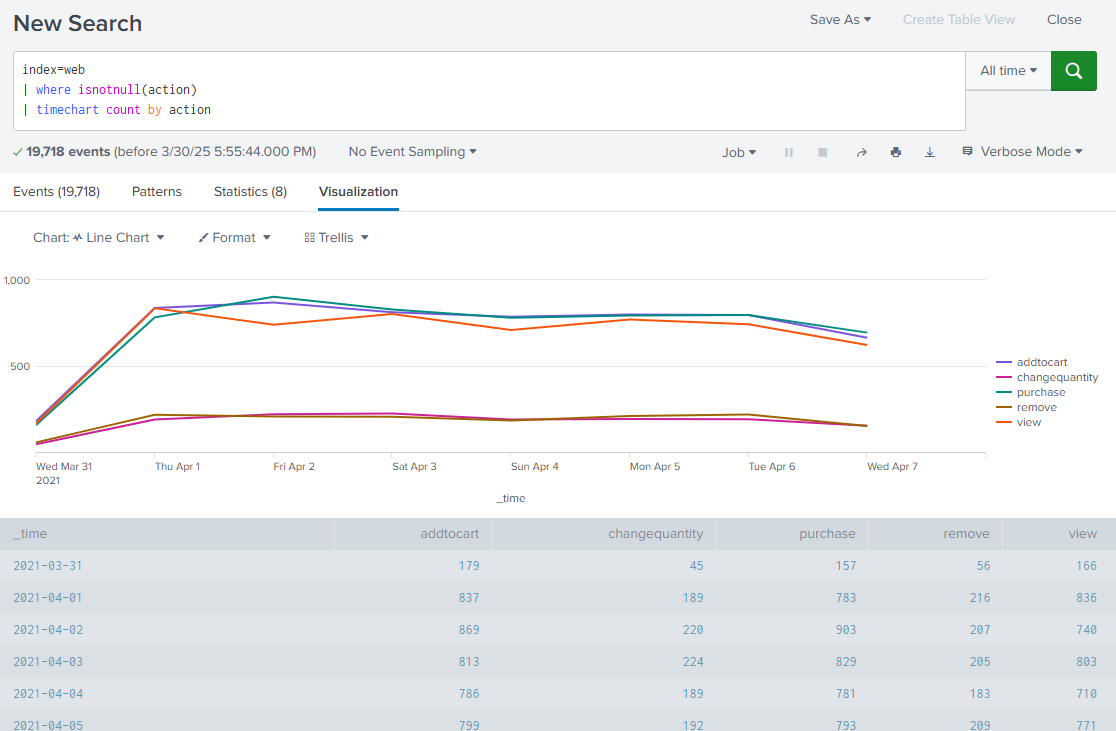 New Search
Save As
Create Table View
Close
index=web
| where isnotnull(action)
| timechart count by action
All time
19,718 events (before 3/30/25 5:55:44.000 PM)
No Event Sampling
Job
Verbose Mode
Events (19,718)
Patterns
Statistics (8)
Visualization
Chart: Line Chart
Format
Trellis
1,000
500
addtocart
changequantity
purchase
remove
view
Wed Mar 31
2021
Thu Apr 1
Fri Apr 2
Sat Apr 3
Sun Apr 4
Mon Apr 5
Tue Apr 6
Wed Apr 7
_time
_time addtocart changequantity purchase remove view
2021-03-31 179 45 157 56 166
2021-04-01 837 189 783 216 836
2021-04-02 869 220 903 207 740
2021-04-03 813 224 829 205 803
2021-04-04 786 189 781 183 710
2021-04-05 799 192 793 209 771